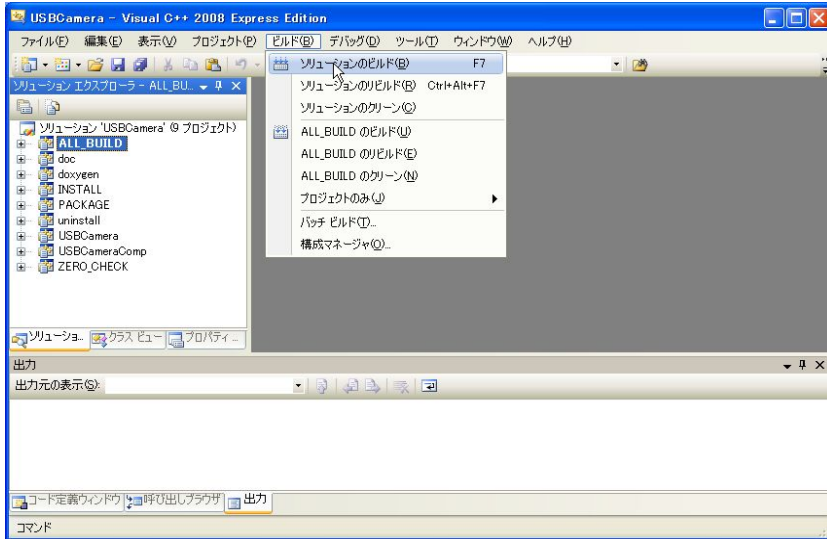 USBCamera - Visual C++ 2008 Express Edition
ファイル(F) 編集(E) 表示(V) プロジェクト(P) ビルド(B) デバッグ(D) ツール(T) ウィンドウ(W) ヘルプ(H)
ソリューションのビルド(B) F7
ソリューションのリビルド(R) Ctrl+Alt+F7
ソリューションのクリーン(C)
ALL_BUILD のビルド(U)
ALL_BUILD のリビルド(E)
ALL_BUILD のクリーン(N)
プロジェクトのみ(J)
バッチ ビルド(T)...
構成マネージャ(O)...
ソリューション エクスプローラ - ALL_BU...
ソリューション 'USBCamera' (9 プロジェクト)
ALL_BUILD
doc
doxygen
INSTALL
PACKAGE
uninstall
USBCamera
USBCameraComp
ZERO_CHECK
ソリューショ... クラス ビュー プロパティ ...
出力
出力元の表示(S):
コード定義ウィンドウ 呼び出しブラウザ 出力
コマンド